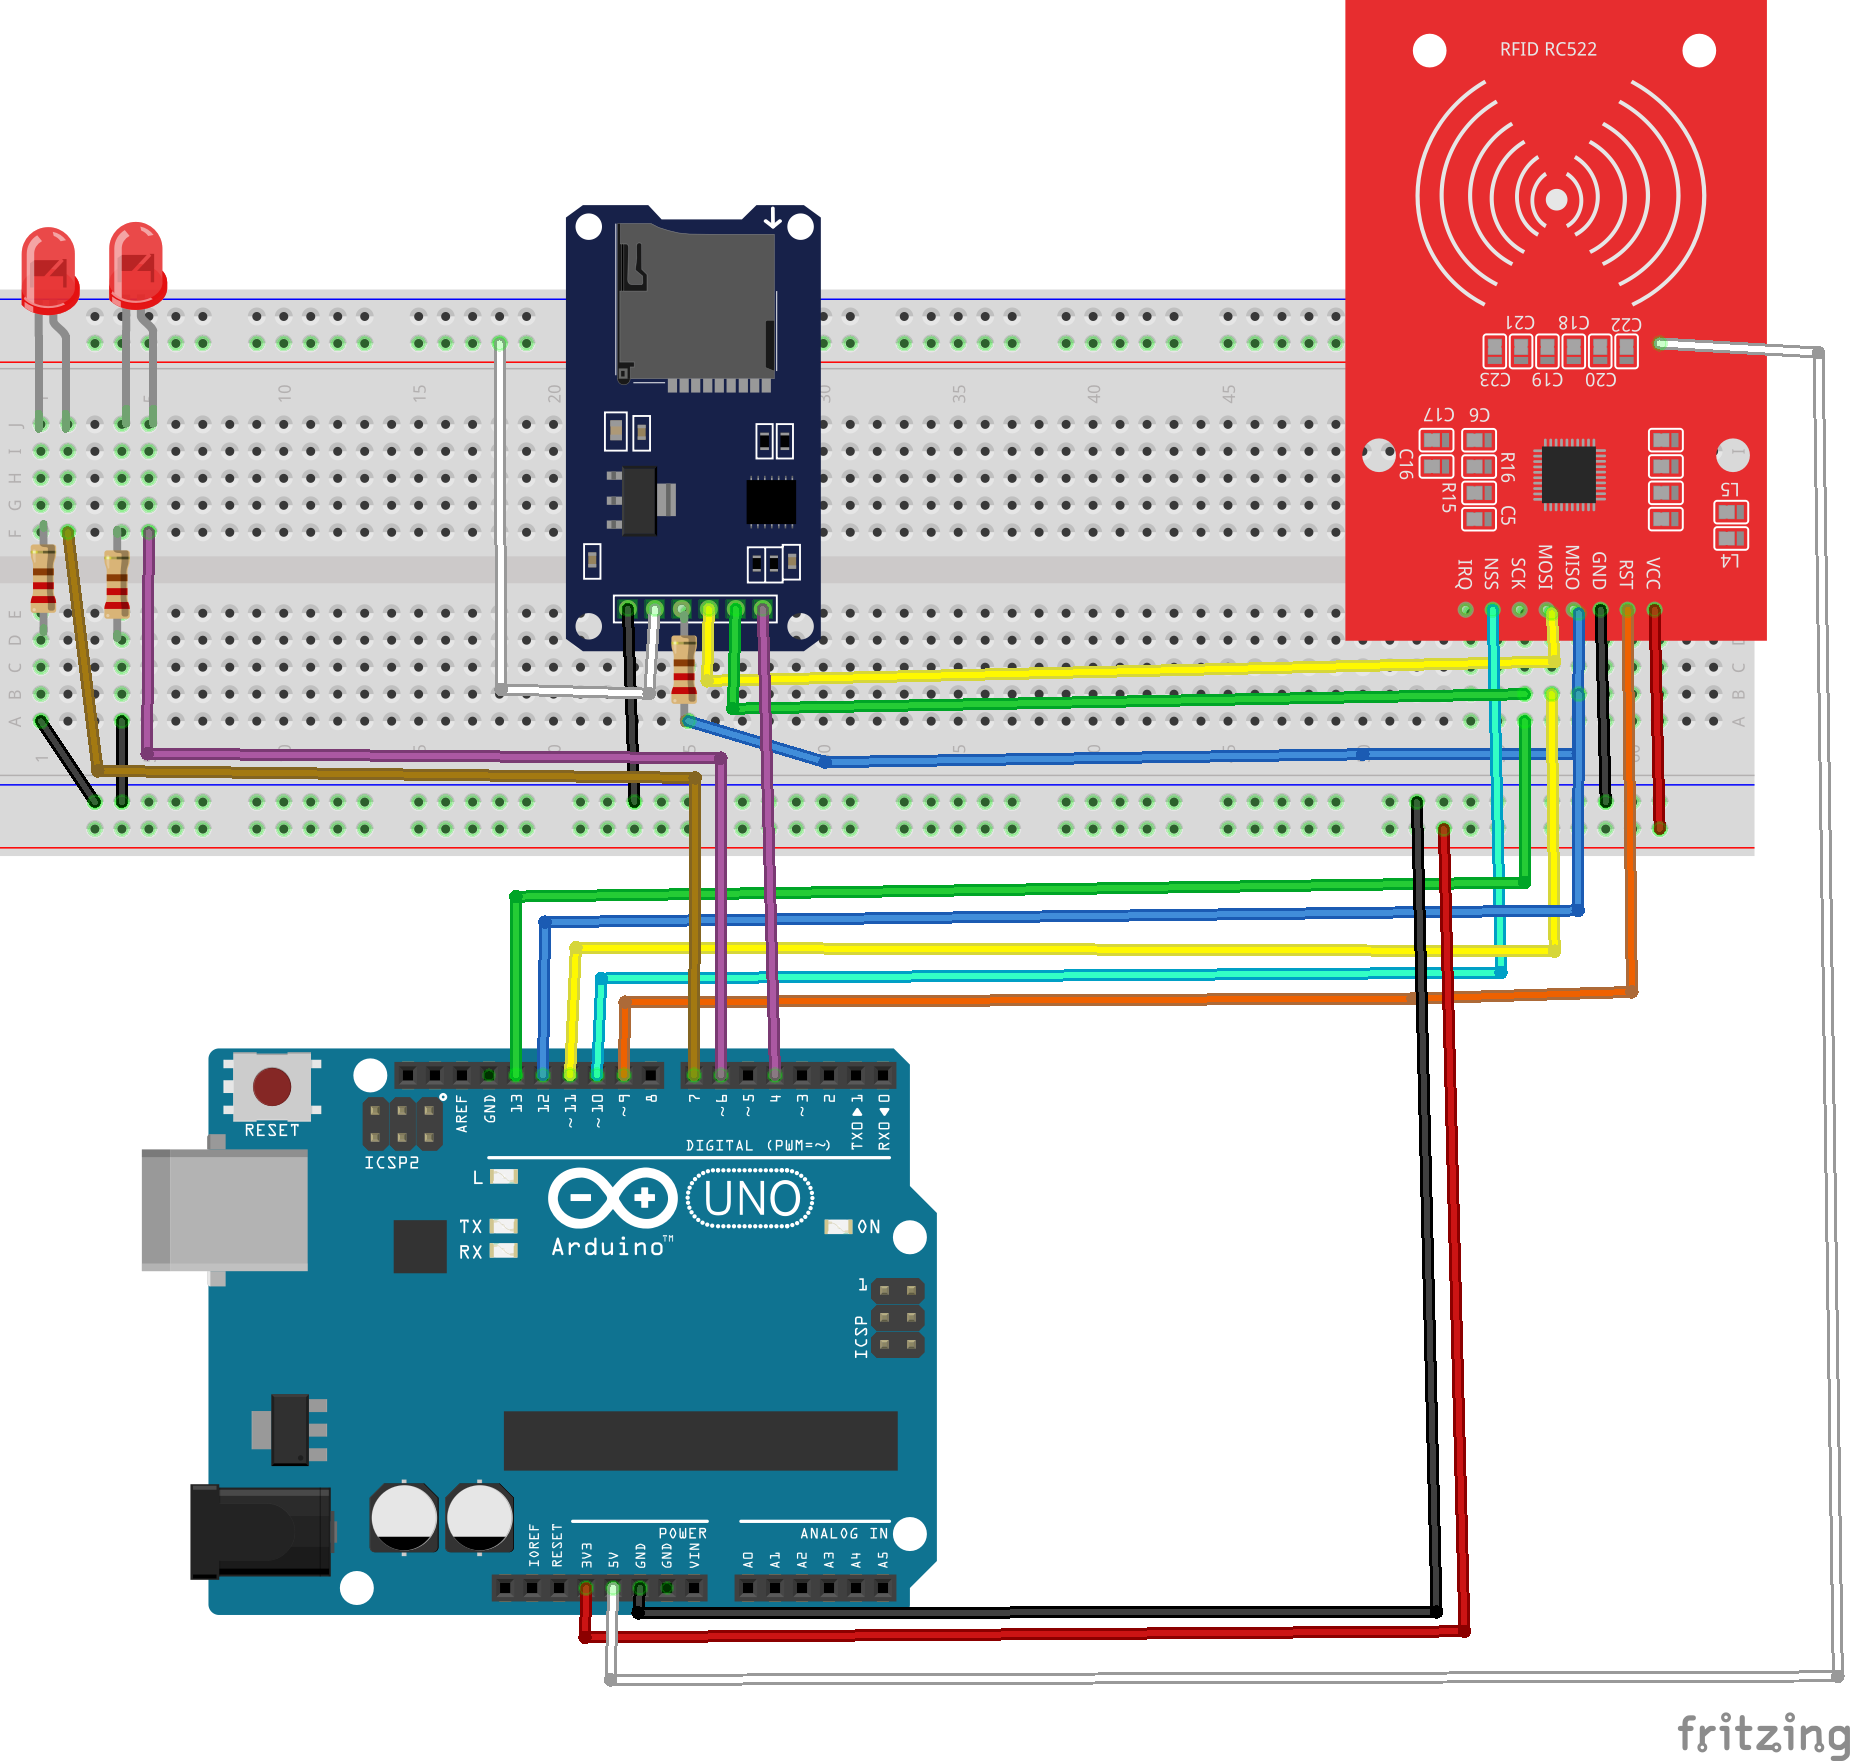 RFID RC522
C21 C18 C22
C23 C19 C20
10 15 20 30 35 40 45
C17 C6
J
I
H
G
F
C16
R16
R15
C5
L5
L4
IRQ NSS SCK MOSI MISO GND RST VCC
E
D
C
B
A
RESET
ICSP2
AREF GND 13 12 ~11 ~10 ~9 8 7 ~6 ~5 4 ~3 2 TX0▶1 RX0◀0
DIGITAL (PWM=~)
L
UNO
TX
RX
ON
Arduino™
1
ICSP
POWER
ANALOG IN
IOREF RESET 3V3 5V GND GND VIN A0 A1 A2 A3 A4 A5
fritzing